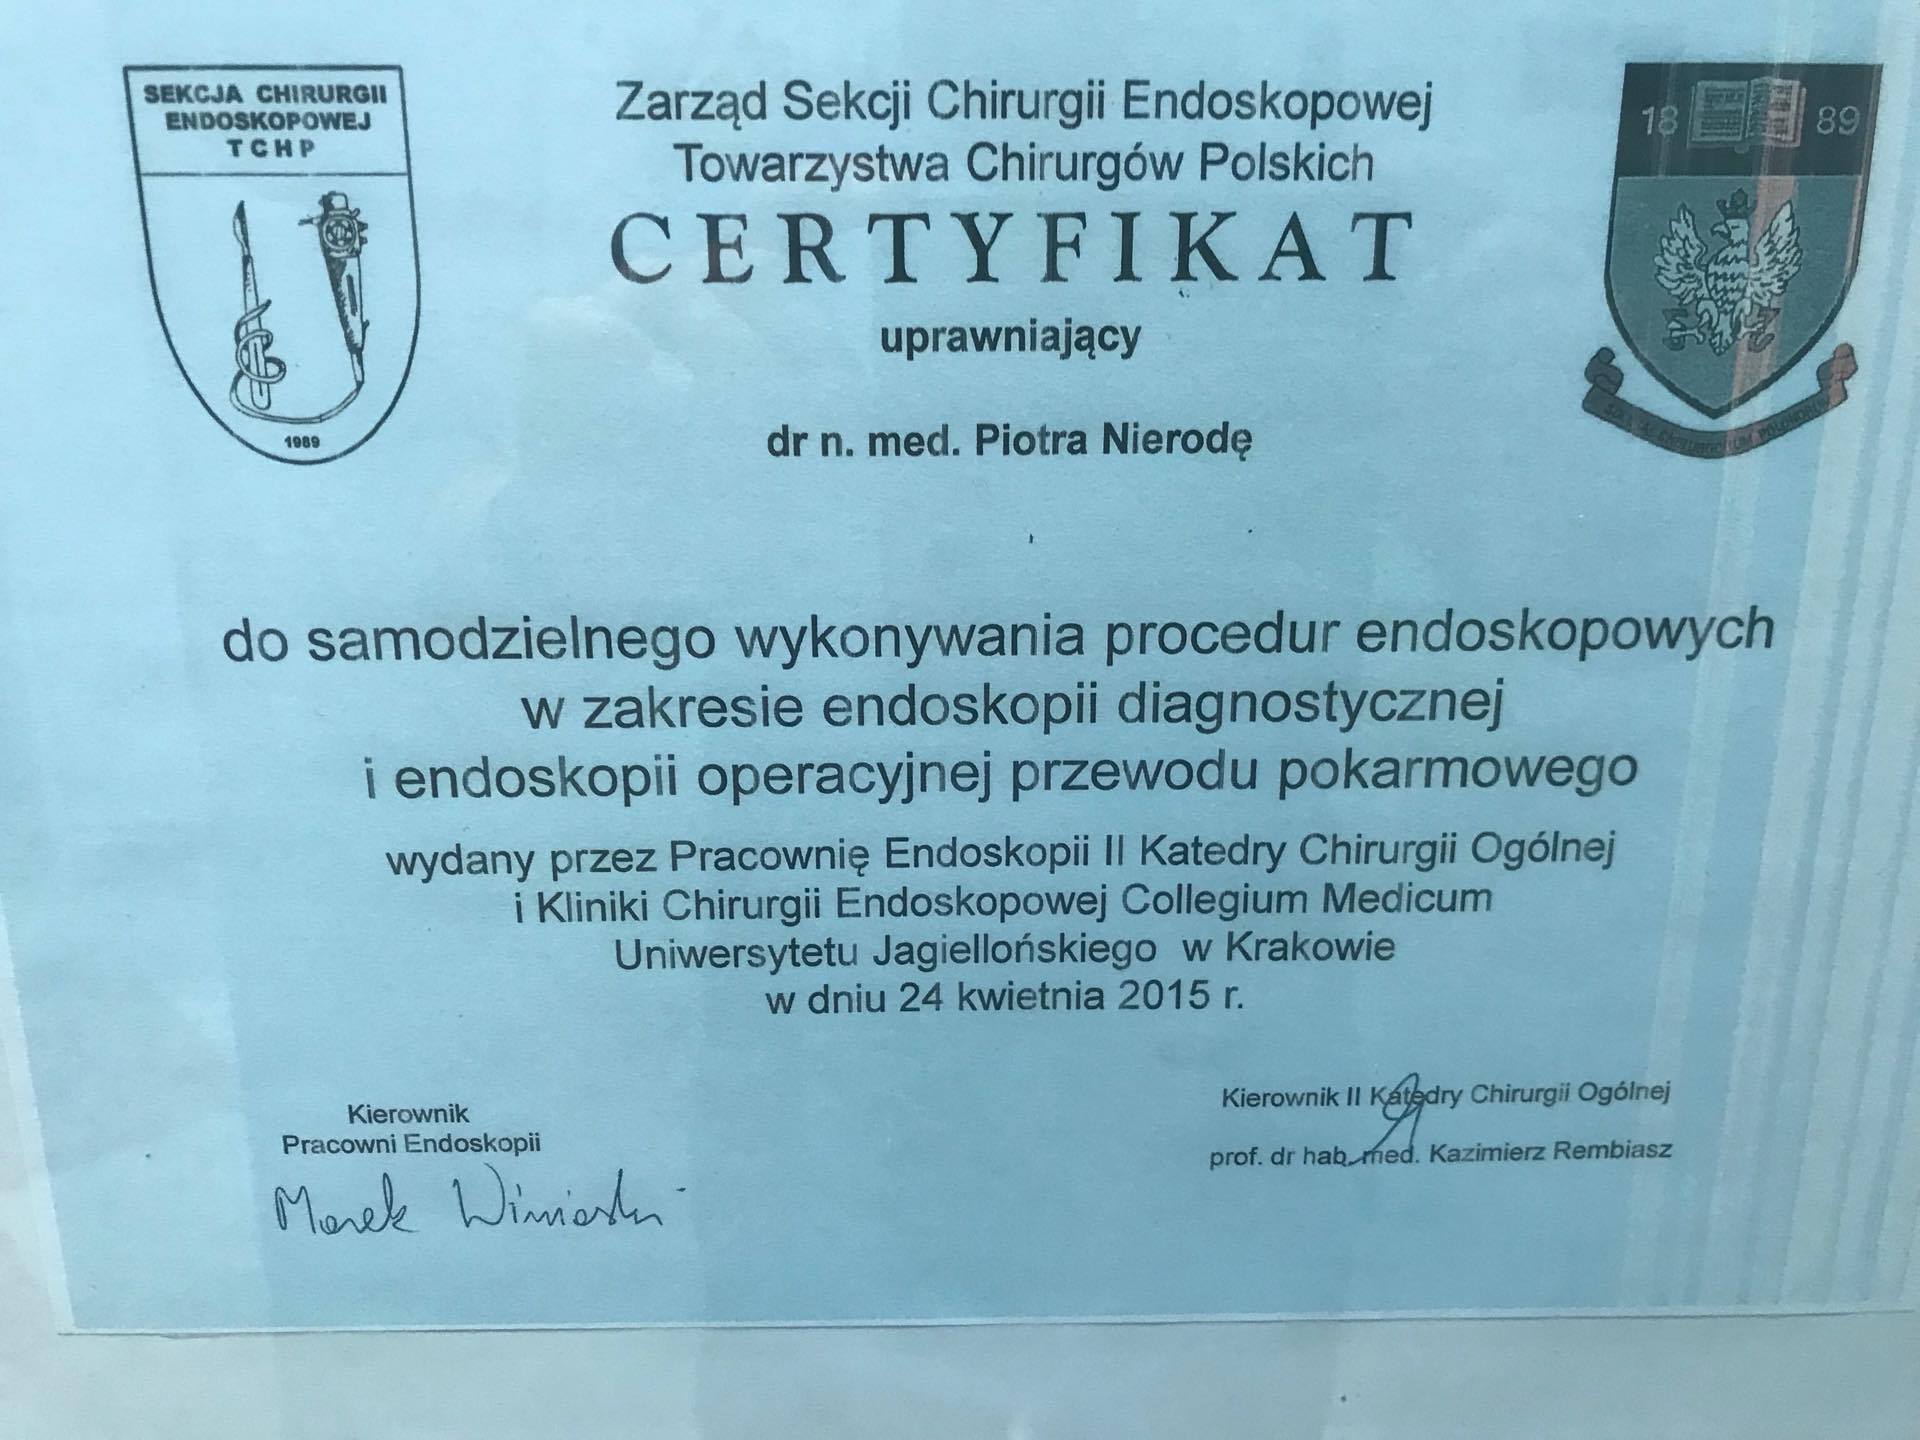 SEKCJA CHIRURGII
ENDOSKOPOWEJ
TCHP
1989
Zarząd Sekcji Chirurgii Endoskopowej
Towarzystwa Chirurgów Polskich
CERTYFIKAT
uprawniający
dr n. med. Piotra Nierodę
18 89
do samodzielnego wykonywania procedur endoskopowych
w zakresie endoskopii diagnostycznej
i endoskopii operacyjnej przewodu pokarmowego
wydany przez Pracownię Endoskopii II Katedry Chirurgii Ogólnej
i Kliniki Chirurgii Endoskopowej Collegium Medicum
Uniwersytetu Jagiellońskiego w Krakowie
w dniu 24 kwietnia 2015 r.
Kierownik
Pracowni Endoskopii
Marek
Kierownik II Katedry Chirurgii Ogólnej
prof. dr hab. med. Kazimierz Rembiasz